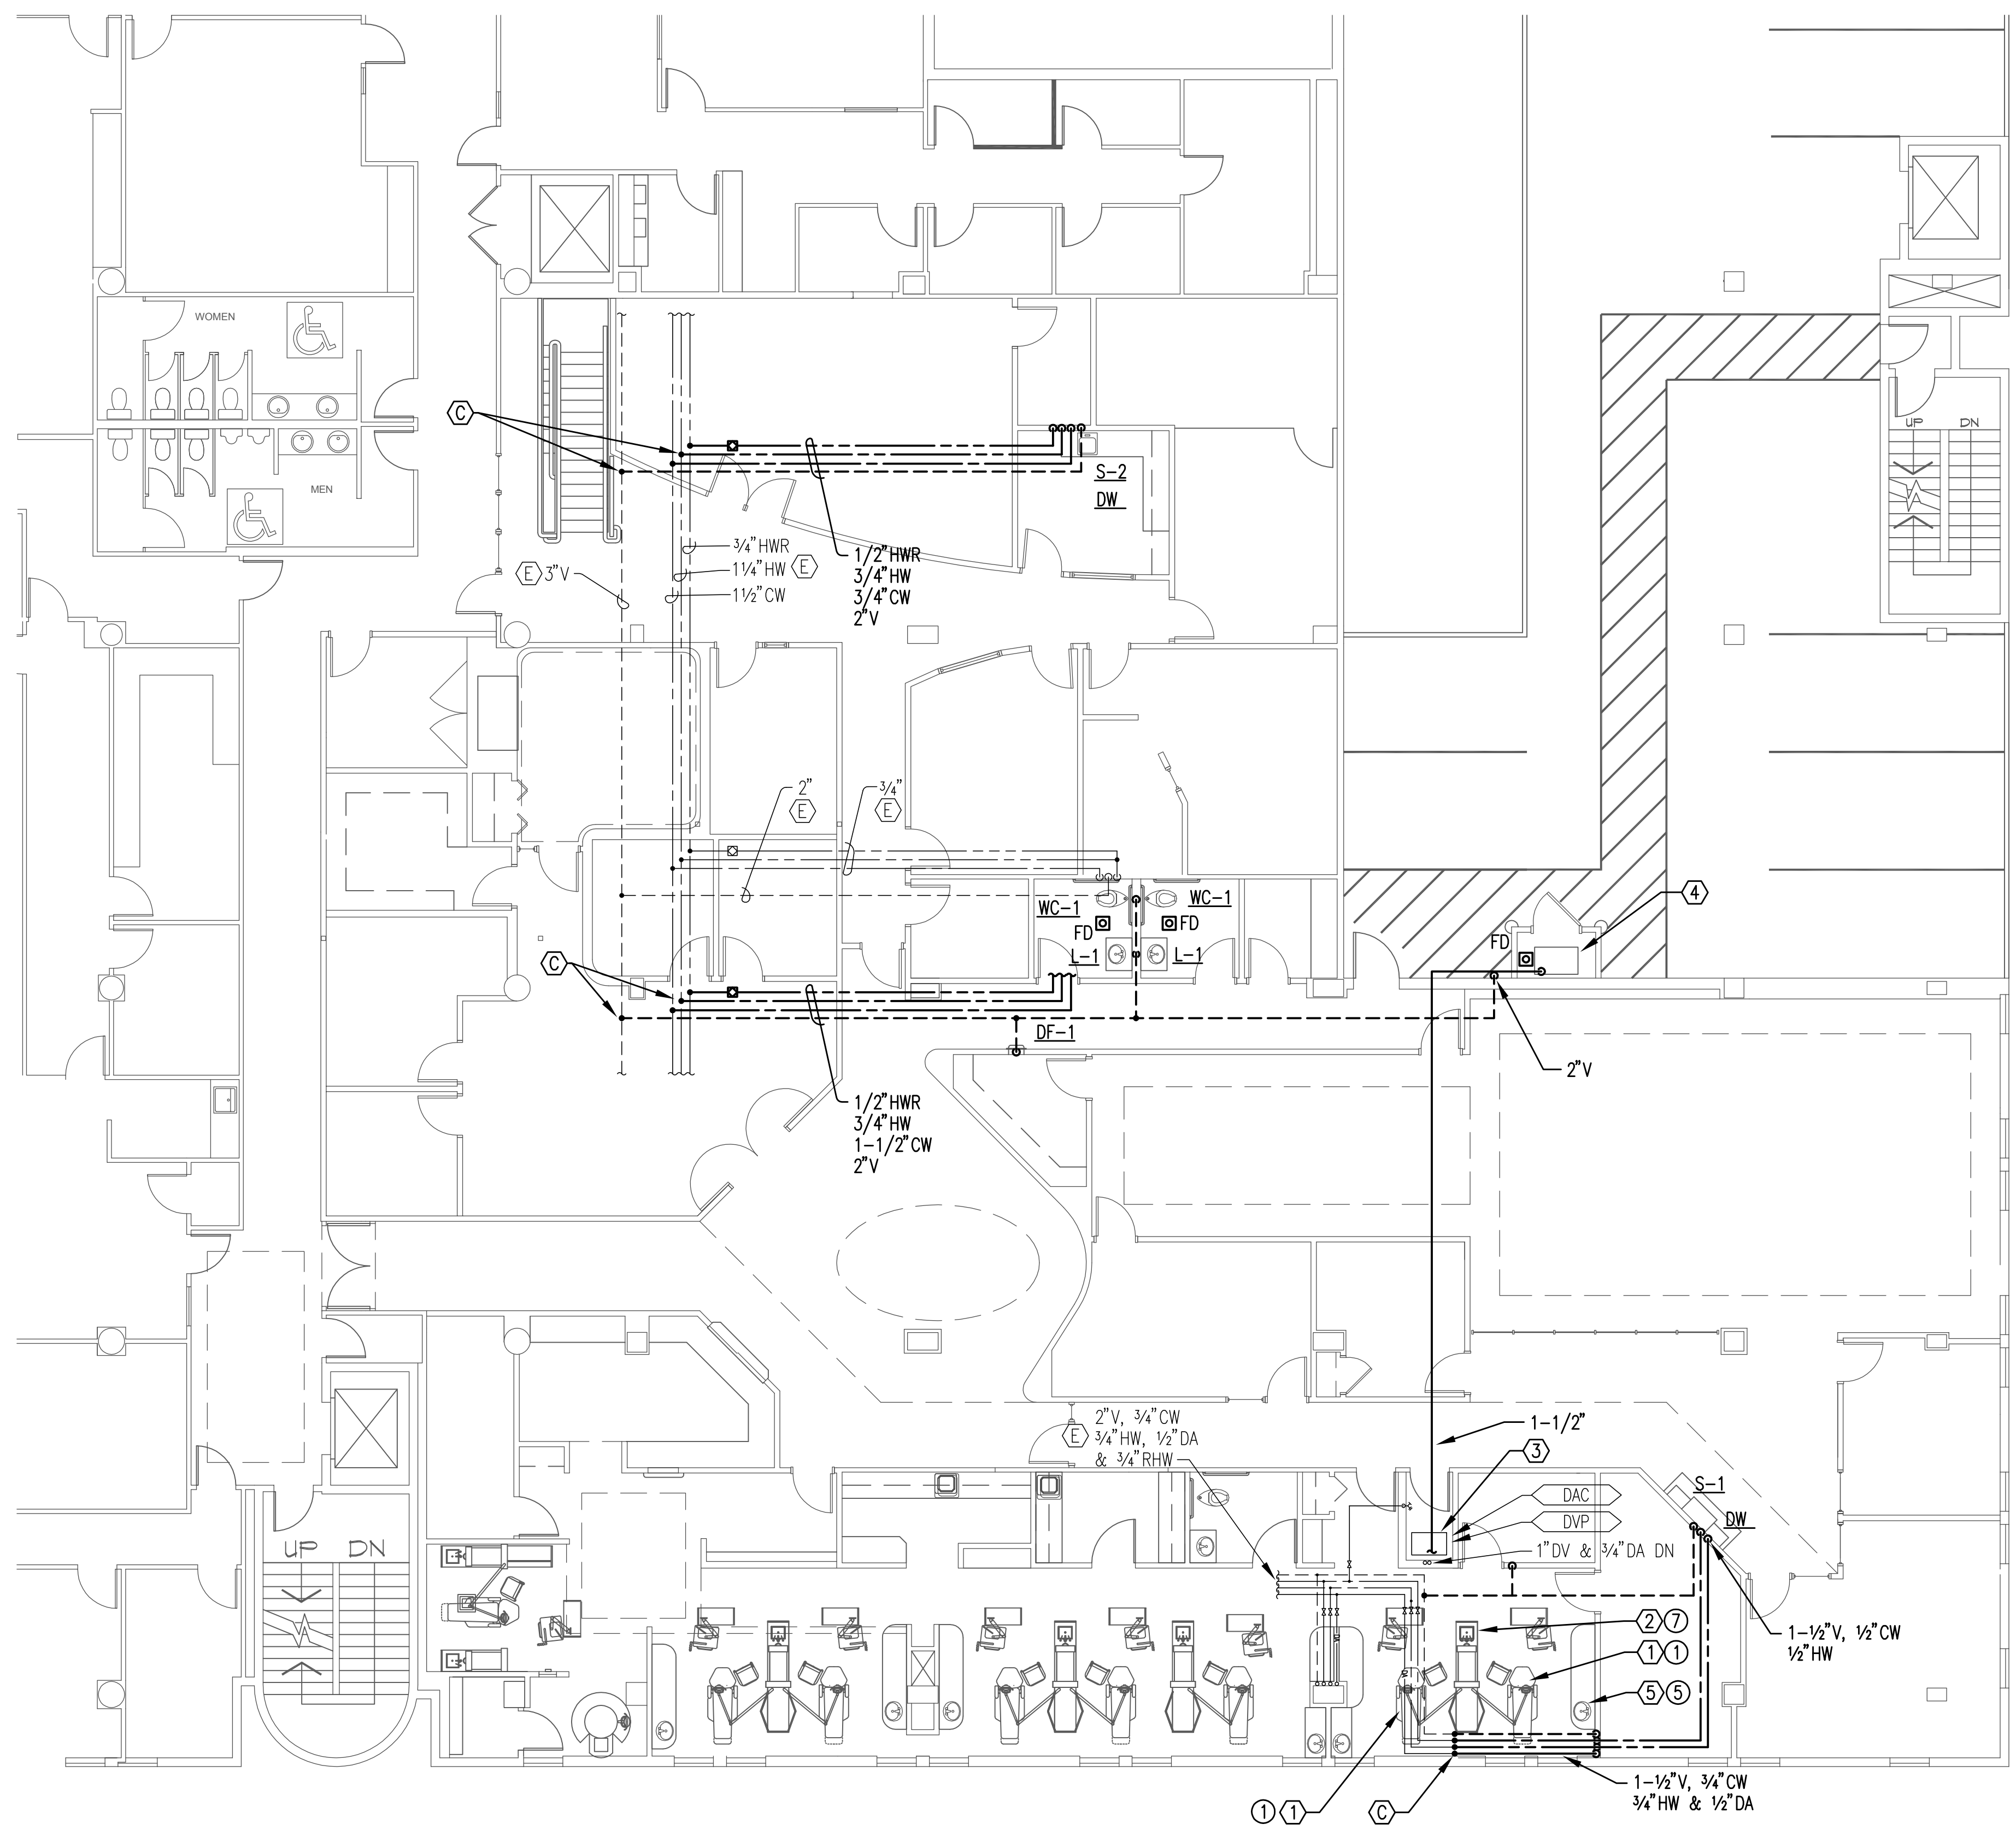 WOMEN
MEN
UP DN
C
S-2
DW
E 3"V
¾"HWR
1¼"HW E
1½"CW
1/2"HWR
3/4"HW
3/4"CW
2"V
2"
E
¾"
E
WC-1
WC-1
FD
FD
L-1
L-1
FD
4
C
DF-1
2"V
1/2"HWR
3/4"HW
1-1/2"CW
2"V
E
2"V, ¾"CW
¾"HW, ½"DA
& ¾"RHW
1-1/2"
3
DAC
DVP
1"DV & ¾"DA DN
S-1
DW
UP DN
2 7
1 1
5 5
1-½"V, ½"CW
½"HW
1-½"V, ¾"CW
¾"HW & ½"DA
1 1
C